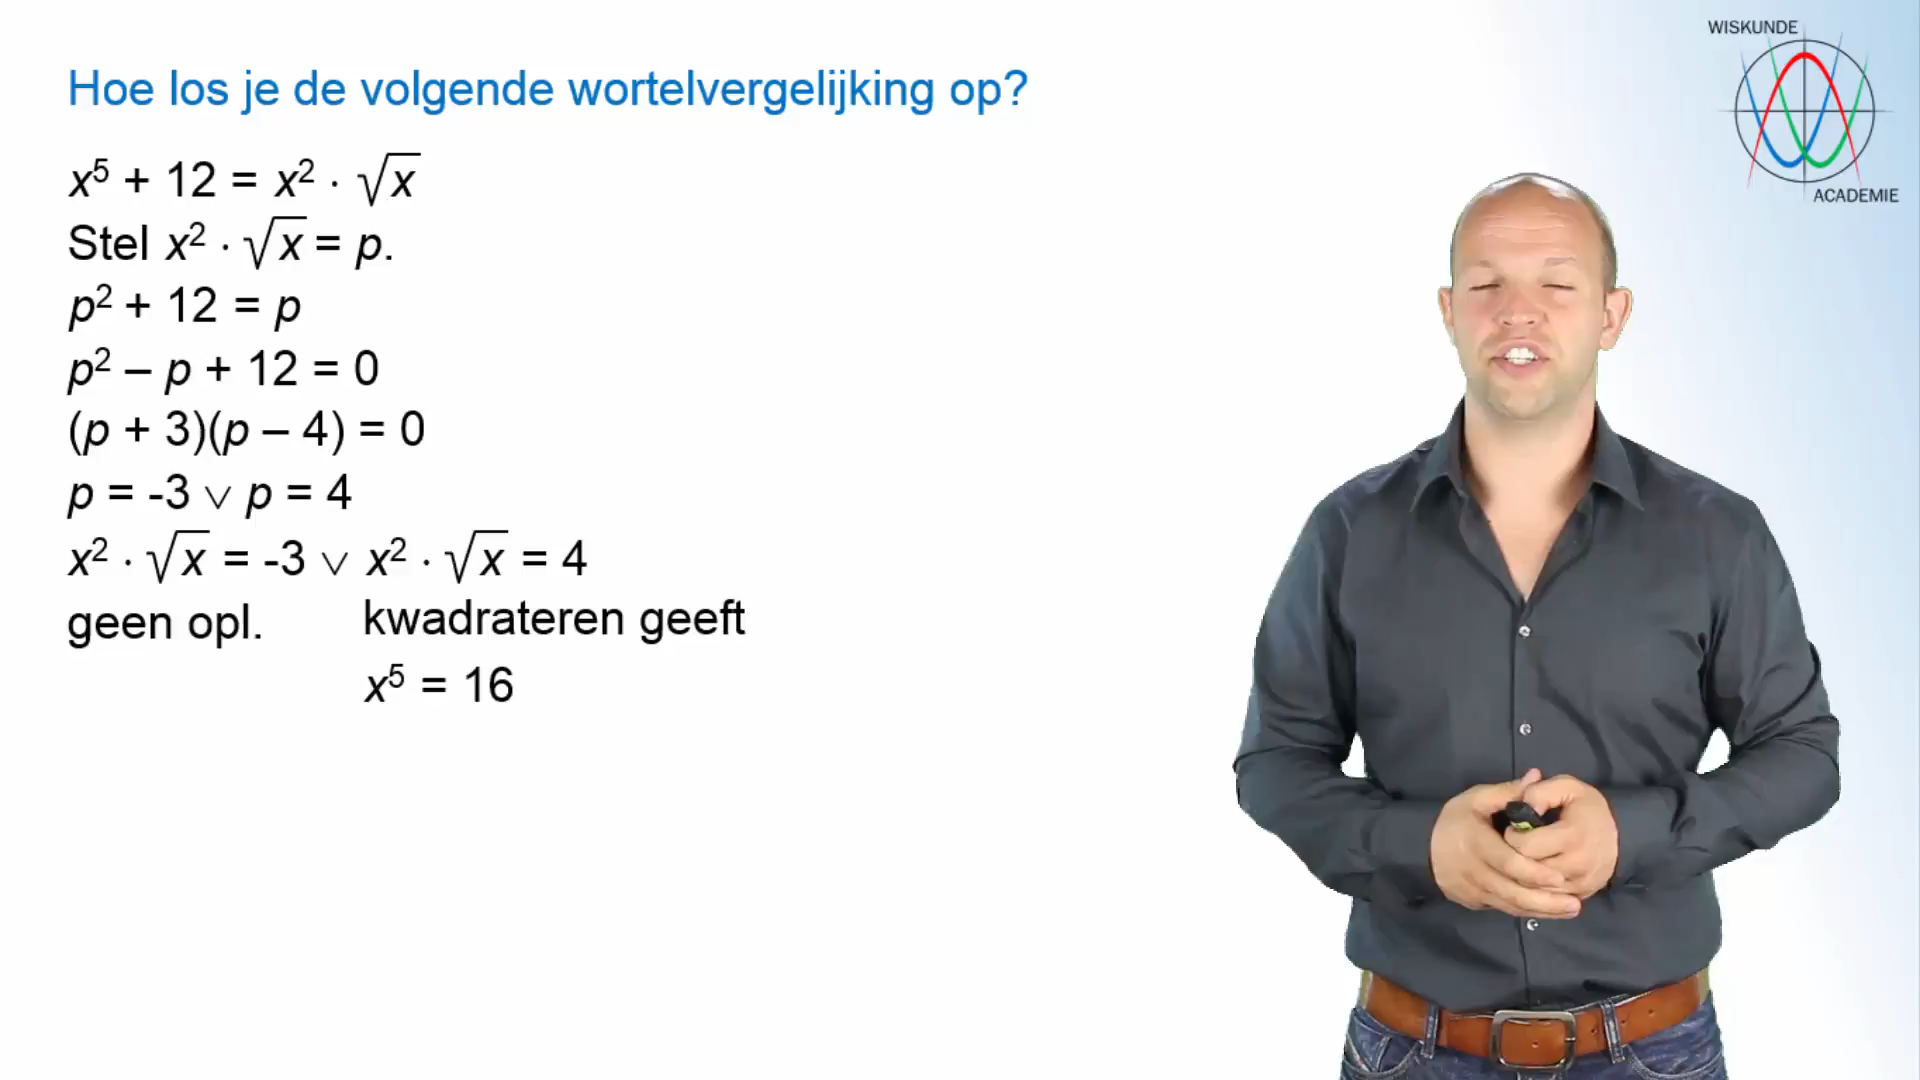 WISKUNDE
ACADEMIE
Hoe los je de volgende wortelvergelijking op?
x⁵ + 12 = x² · √x
Stel x² · √x = p.
p² + 12 = p
p² – p + 12 = 0
(p + 3)(p – 4) = 0
p = -3 ∨ p = 4
x² · √x = -3 ∨ x² · √x = 4
geen opl. kwadrateren geeft
x⁵ = 16